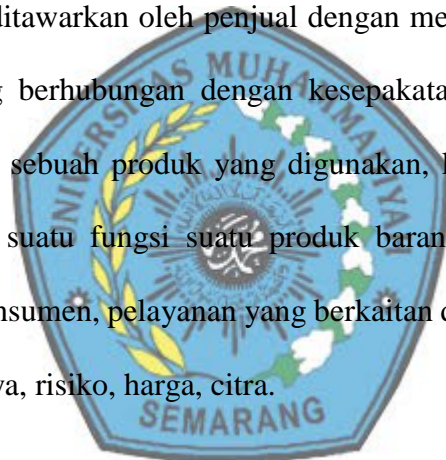 ditawarkan oleh penjual dengan me
berhubungan dengan kesepakata
sebuah produk yang digunakan,
suatu fungsi suatu produk baran
nsumen, pelayanan yang berkaitan
a, risiko, harga, citra.
UNIVERSITAS MUHAMMADIYAH
SEMARANG